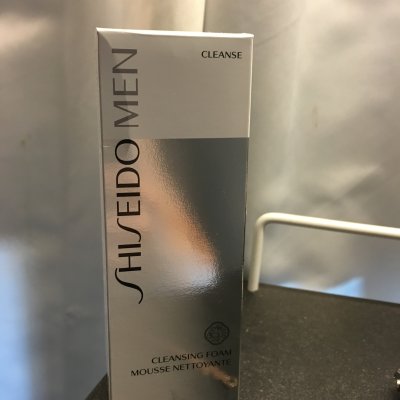 CLEANSE
SHISEIDO MEN
CLEANSING FOAM
MOUSSE NETTOYANTE